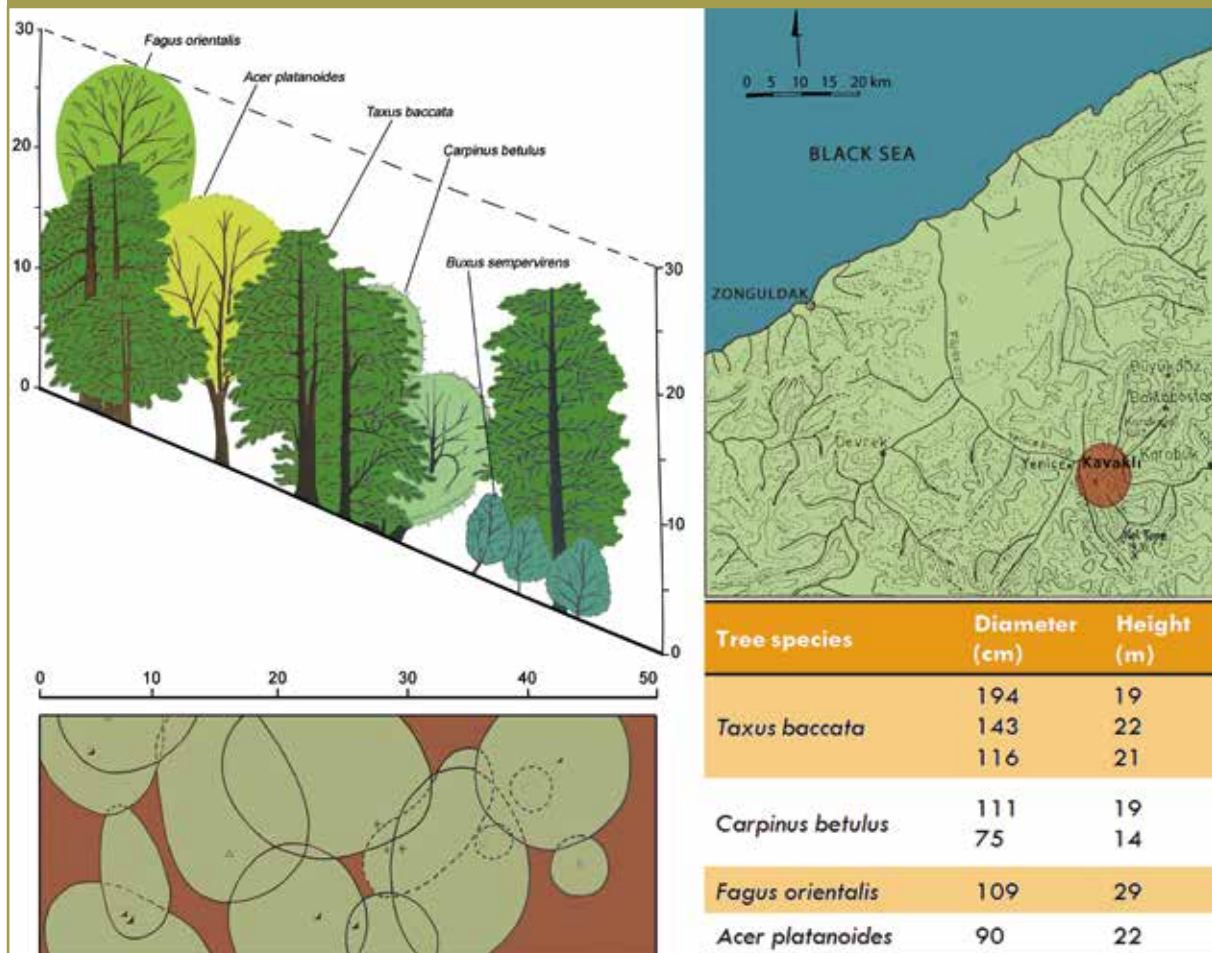 30
20
10
0
Fagus orientalis
Acer platanoides
Taxus baccata
Carpinus betulus
Buxus sempervirens
30
20
10
0
0 10 20 30 40 50
0 5 10 15 20 km
BLACK SEA
ZONGULDAK
Devrek
Yenice
Kavaklı
Karabük
Büyükdüz
Tree species Diameter (cm) Height (m)
Taxus baccata
194 19
143 22
116 21
Carpinus betulus
111 19
75 14
Fagus orientalis 109 29
Acer platanoides 90 22